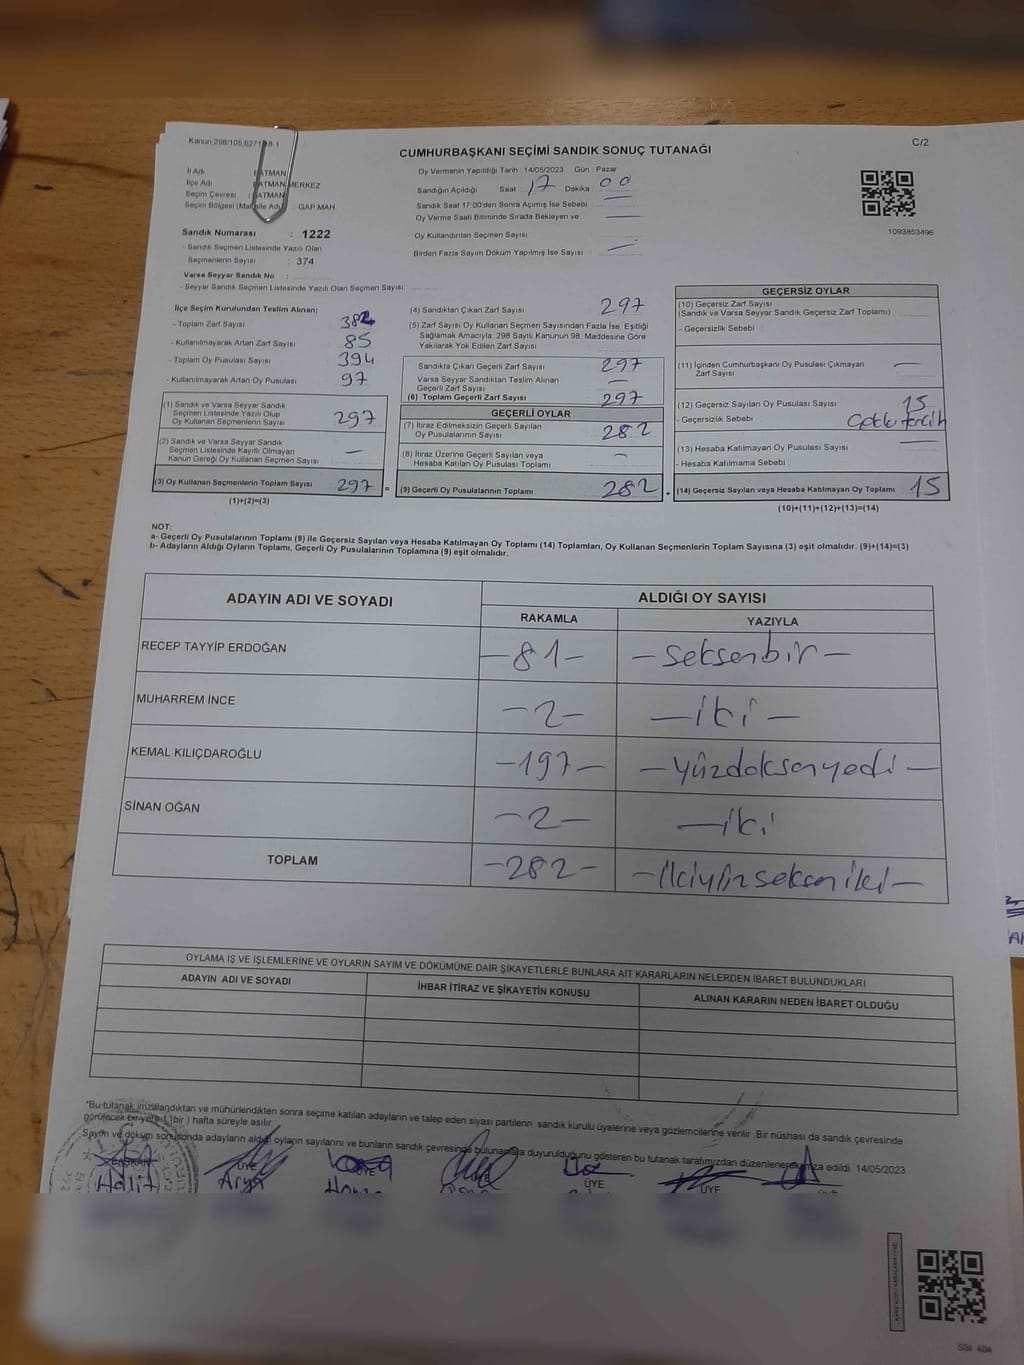 C/2
CUMHURBAŞKANI SEÇİMİ SANDIK SONUÇ TUTANAĞI
İl Adı : BATMAN
İlçe Adı BATMAN MERKEZ
Seçim Çevresi : BATMAN
Seçim Bölgesi GAP MAH
Sandık Numarası : 1222
- Sandık Seçmen Listesinde Yazılı Olan
Seçmenlerin Sayısı : 374
Varsa Seyyar Sandık No :
- Seyyar Sandık Seçmen Listesinde Yazılı Olan Seçmen Sayısı
Oy Vermenin Yapıldığı Tarih : 14/05/2023 Gün : Pazar
Sandığın Açıldığı Saat 17 Dakika 00
Sandık Saat 17:00'den Sonra Açılmış İse Sebebi —
Oy Verme Saati Bitiminde Sırada Bekleyen ve —
Oy Kullandırılan Seçmen Sayısı
Birden Fazla Sayım Döküm Yapılmış İse Sayısı —
1093853496
İlçe Seçim Kurulundan Teslim Alınan;
- Toplam Zarf Sayısı 382
- Kullanılmayarak Artan Zarf Sayısı 85
- Toplam Oy Pusulası Sayısı 394
- Kullanılmayarak Artan Oy Pusulası 97
(1) Sandık ve Varsa Seyyar Sandık
Seçmen Listesinde Yazılı Olup
Oy Kullanan Seçmenlerin Sayısı 297
(2) Sandık ve Varsa Seyyar Sandık
Seçmen Listesinde Kayıtlı Olmayan
Kanun Gereği Oy Kullanan Seçmen Sayısı —
(3) Oy Kullanan Seçmenlerin Toplam Sayısı 297
(1)+(2)=(3)
(4) Sandıktan Çıkan Zarf Sayısı 297
(5) Zarf Sayısı Oy Kullanan Seçmen Sayısından Fazla İse, Eşitliği
Sağlamak Amacıyla; 298 Sayılı Kanunun 98. Maddesine Göre
Yakılarak Yok Edilen Zarf Sayısı
Sandıkta Çıkan Geçerli Zarf Sayısı 297
Varsa Seyyar Sandıktan Teslim Alınan
Geçerli Zarf Sayısı —
(6) Toplam Geçerli Zarf Sayısı 297
GEÇERLİ OYLAR
(7) İtiraz Edilmeksizin Geçerli Sayılan
Oy Pusulalarının Sayısı 282
(8) İtiraz Üzerine Geçerli Sayılan veya
Hesaba Katılan Oy Pusulası Toplamı —
(9) Geçerli Oy Pusulalarının Toplamı 282
GEÇERSİZ OYLAR
(10) Geçersiz Zarf Sayısı
(Sandık ve Varsa Seyyar Sandık Geçersiz Zarf Toplamı)
- Geçersizlik Sebebi
(11) İçinden Cumhurbaşkanı Oy Pusulası Çıkmayan
Zarf Sayısı —
(12) Geçersiz Sayılan Oy Pusulası Sayısı 15
- Geçersizlik Sebebi tercih
(13) Hesaba Katılmayan Oy Pusulası Sayısı —
- Hesaba Katılmama Sebebi
(14) Geçersiz Sayılan veya Hesaba Katılmayan Oy Toplamı 15
(10)+(11)+(12)+(13)=(14)
NOT:
a- Geçerli Oy Pusulalarının Toplamı (9) ile Geçersiz Sayılan veya Hesaba Katılmayan Oy Toplamı (14) Toplamları, Oy Kullanan Seçmenlerin Toplam Sayısına (3) eşit olmalıdır. (9)+(14)=(3)
b- Adayların Aldığı Oyların Toplamı, Geçerli Oy Pusulalarının Toplamına (9) eşit olmalıdır.
ADAYIN ADI VE SOYADI ALDIĞI OY SAYISI
RAKAMLA YAZIYLA
RECEP TAYYİP ERDOĞAN -81- -seksenbir-
MUHARREM İNCE -2- -iki-
KEMAL KILIÇDAROĞLU -197- -yüzdoksanyedi-
SİNAN OĞAN -2- -iki
TOPLAM -282- -ikiyüzsekseniki-
OYLAMA İŞ VE İŞLEMLERİNE VE OYLARIN SAYIM VE DÖKÜMÜNE DAİR ŞİKAYETLERLE BUNLARA AİT KARARLARIN NELERDEN İBARET BULUNDUKLARI
ADAYIN ADI VE SOYADI İHBAR İTİRAZ VE ŞİKAYETİN KONUSU ALINAN KARARIN NEDEN İBARET OLDUĞU
*Bu tutanak imzalandıktan ve mühürlendikten sonra seçime katılan adayların ve talep eden siyasi partilerin sandık kurulu üyelerine veya gözlemcilerine verilir. Bir nüshası da sandık çevresinde
görülecek bir yere 1 (bir) hafta süreyle asılır.
Sayım ve döküm sonucunda adayların aldığı oyların sayılarını ve bunların sandık çevresinde bulunanlara duyurulduğunu gösteren bu tutanak tarafımızdan düzenlenerek imza edildi. 14/05/2023
BAŞKAN ÜYE ÜYE ÜYE ÜYE ÜYE
Halit